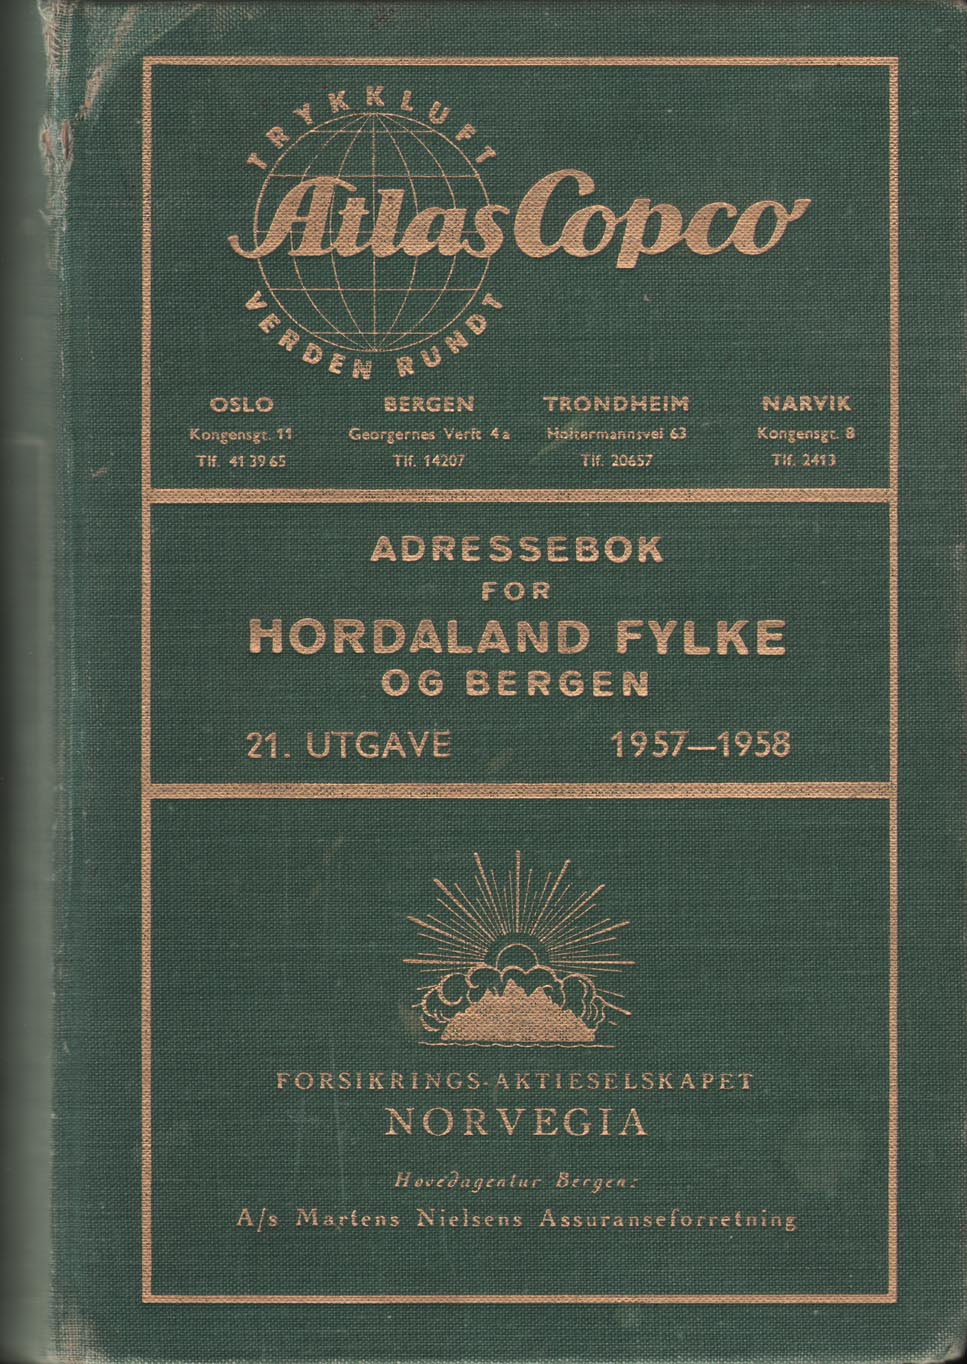 TRYKKLUFT
AtlasCopco
VERDEN RUNDT
OSLO
Kongensgt. 11
Tlf. 41 39 65
BERGEN
Georgernes Verft 4a
Tlf. 14207
TRONDHEIM
Holtermannsvei 63
Tlf. 20657
NARVIK
Kongensgt. 8
Tlf. 2413
ADRESSEBOK
FOR
HORDALAND FYLKE
OG BERGEN
21. UTGAVE 1957—1958
FORSIKRINGS-AKTIESELSKAPET
NORVEGIA
Hovedagentur Bergen:
A/s Martens Nielsens Assuranseforretning